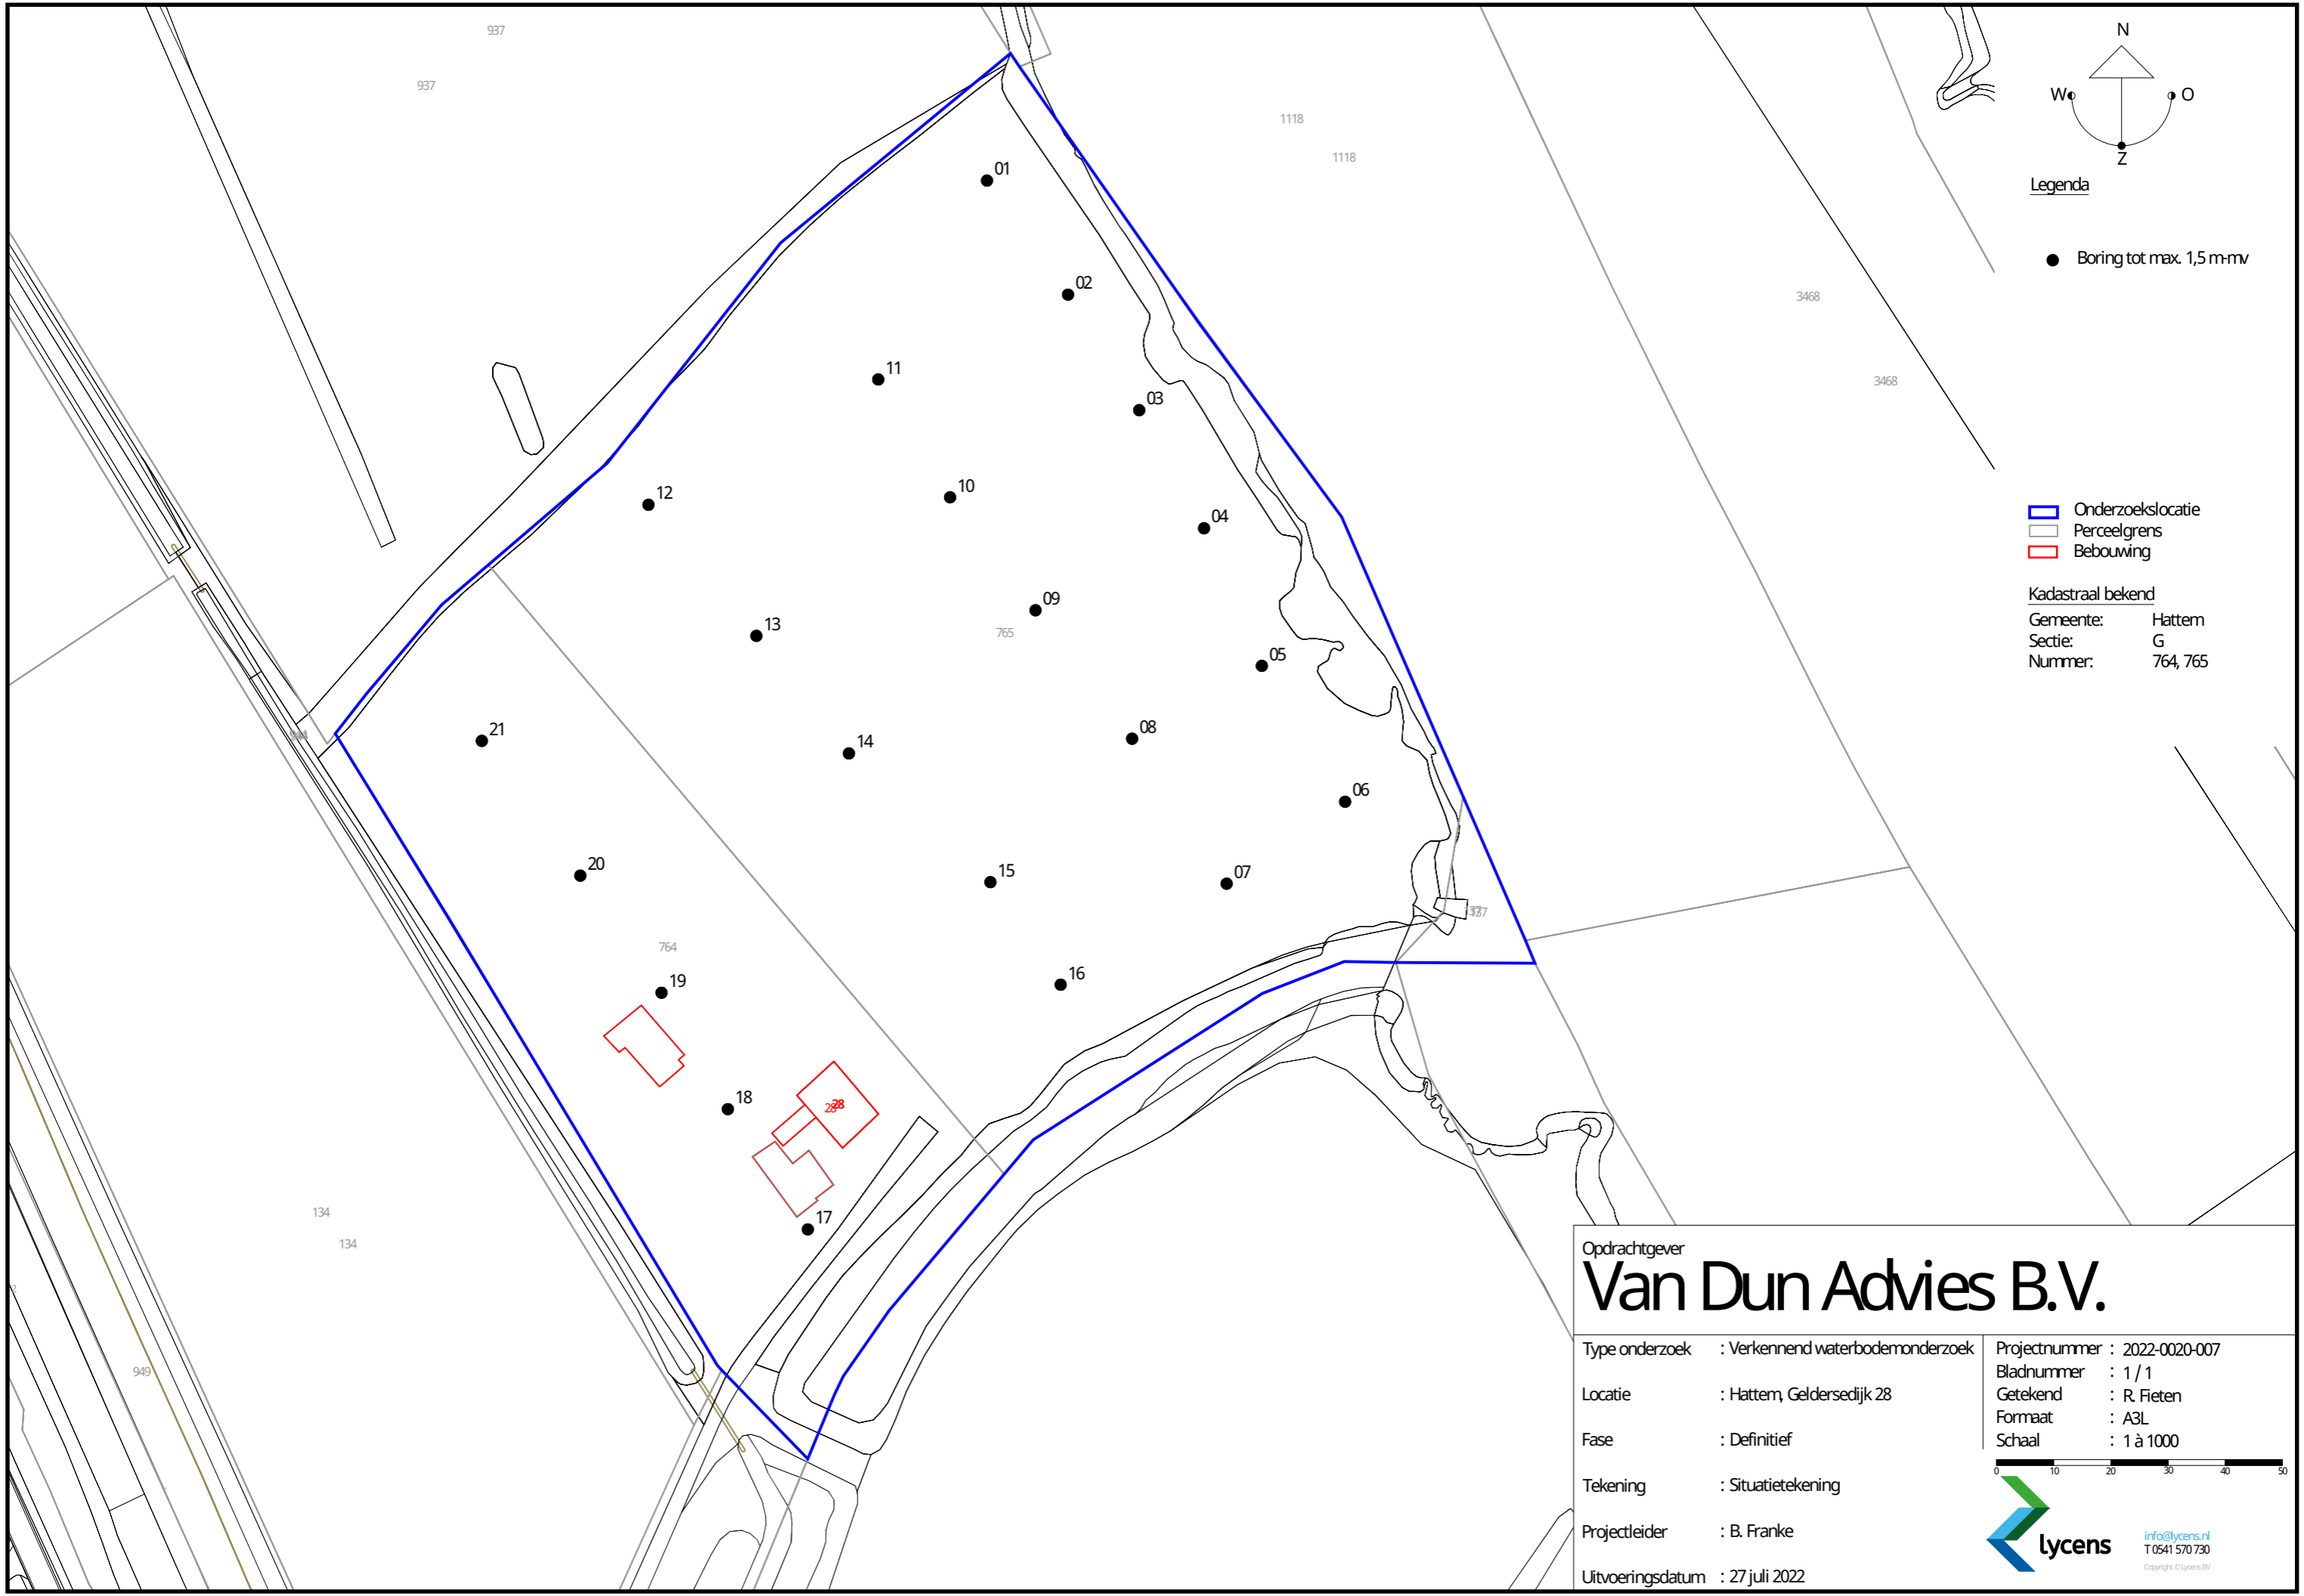 937
937
1118
1118
3468
3468
01
02
11
03
12
10
04
13
09
765
05
21
14
08
06
20
15
07
137
764
19
16
18
28
28
17
134
134
949
N
W
O
Z
Legenda
Boring tot max. 1,5 m-mv
Onderzoekslocatie
Perceelgrens
Bebouwing
Kadastraal bekend
Gemeente: Hattem
Sectie: G
Nummer: 764, 765
Opdrachtgever
Van Dun Advies B.V.
Type onderzoek : Verkennend waterbodemonderzoek
Locatie : Hattem, Geldersedijk 28
Fase : Definitief
Tekening : Situatietekening
Projectleider : B. Franke
Uitvoeringsdatum : 27 juli 2022
Projectnummer : 2022-0020-007
Bladnummer : 1 / 1
Getekend : R. Fieten
Formaat : A3L
Schaal : 1 à 1000
0 10 20 30 40 50
lycens
info@lycens.nl
T 0541 570 730
Copyright © Lycens BV